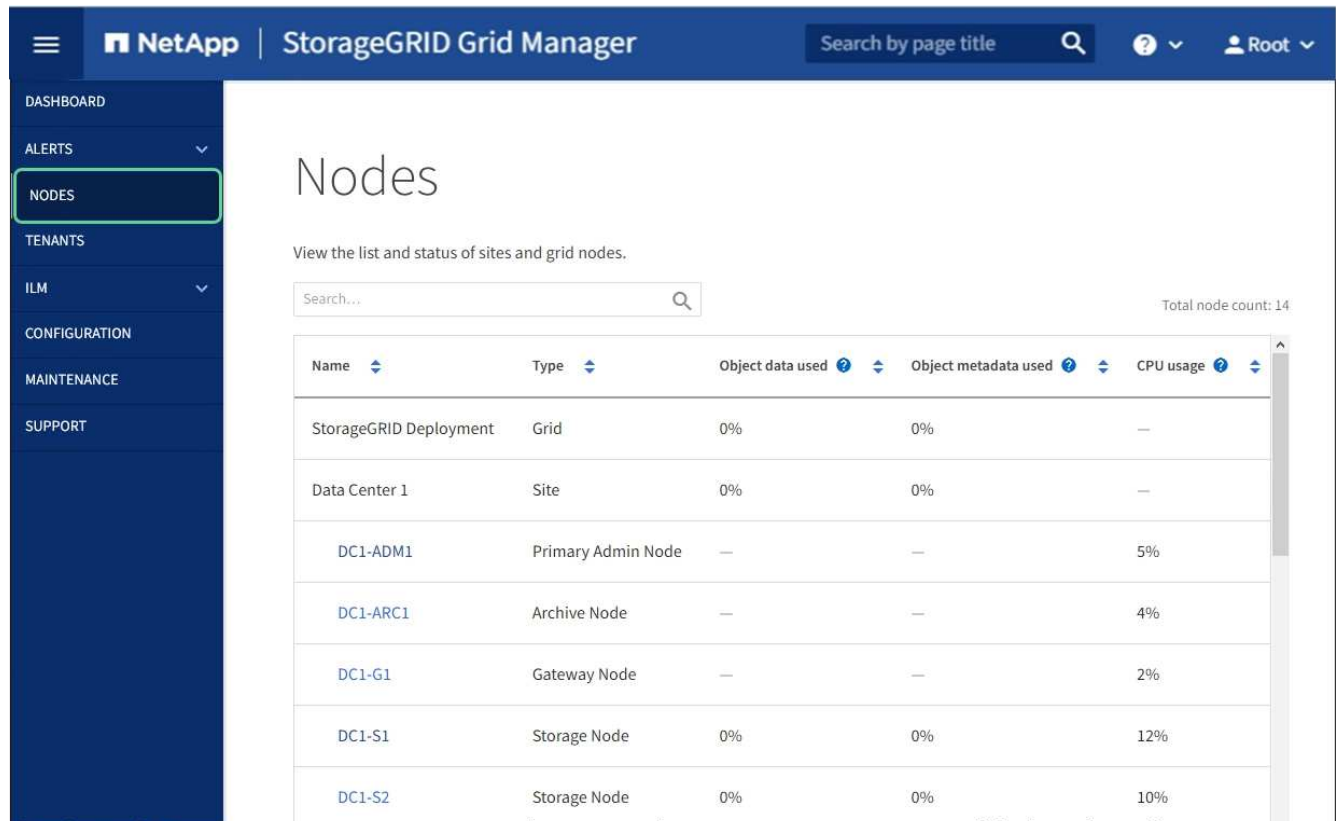 NetApp | StorageGRID Grid Manager Search by page title ? Root
DASHBOARD
ALERTS
NODES
TENANTS
ILM
CONFIGURATION
MAINTENANCE
SUPPORT
Nodes
View the list and status of sites and grid nodes.
Search...
Total node count: 14
Name Type Object data used ? Object metadata used ? CPU usage ?
StorageGRID Deployment Grid 0% 0% —
Data Center 1 Site 0% 0% —
DC1-ADM1 Primary Admin Node — — 5%
DC1-ARC1 Archive Node — — 4%
DC1-G1 Gateway Node — — 2%
DC1-S1 Storage Node 0% 0% 12%
DC1-S2 Storage Node 0% 0% 10%